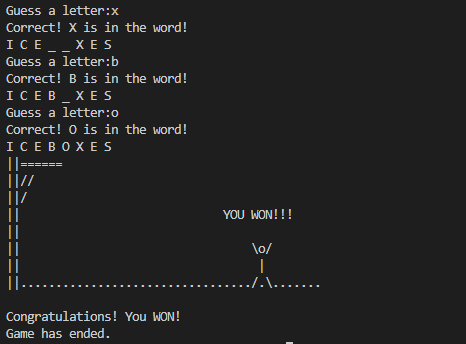 Guess a letter:x
Correct! X is in the word!
I C E _ _ X E S
Guess a letter:b
Correct! B is in the word!
I C E B _ X E S
Guess a letter:o
Correct! O is in the word!
I C E B O X E S
||======
||//
||/
||                         YOU WON!!!
||
||                             \o/
||                              |
||................................./.\.......
Congratulations! You WON!
Game has ended.